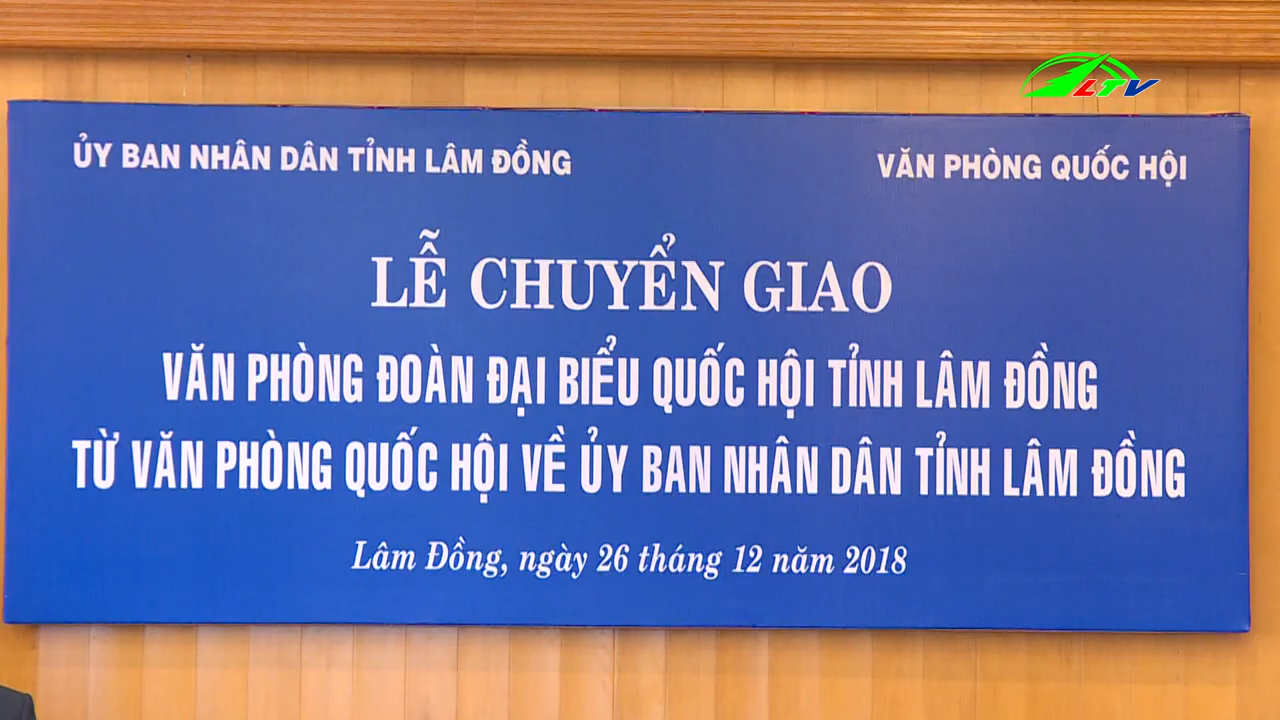 LTV
ỦY BAN NHÂN DÂN TỈNH LÂM ĐỒNG
VĂN PHÒNG QUỐC HỘI
LỄ CHUYỂN GIAO
VĂN PHÒNG ĐOÀN ĐẠI BIỂU QUỐC HỘI TỈNH LÂM ĐỒNG
TỪ VĂN PHÒNG QUỐC HỘI VỀ ỦY BAN NHÂN DÂN TỈNH LÂM ĐỒNG
Lâm Đồng, ngày 26 tháng 12 năm 2018